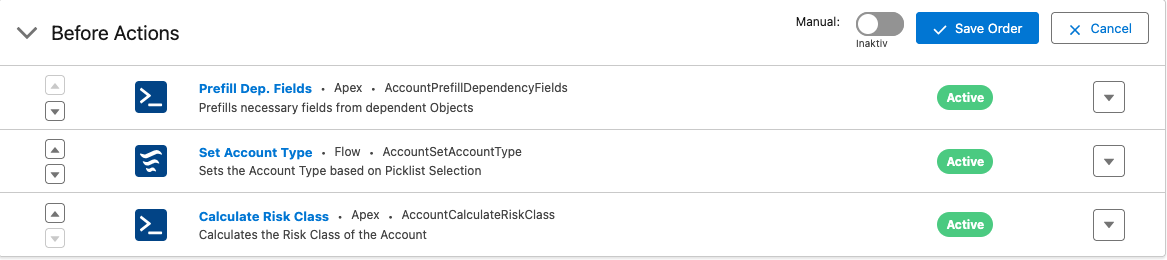 Before Actions
Manual:
Inaktiv
Save Order
Cancel
Prefill Dep. Fields • Apex • AccountPrefillDependencyFields
Prefills necessary fields from dependent Objects
Active
Set Account Type • Flow • AccountSetAccountType
Sets the Account Type based on Picklist Selection
Active
Calculate Risk Class • Apex • AccountCalculateRiskClass
Calculates the Risk Class of the Account
Active